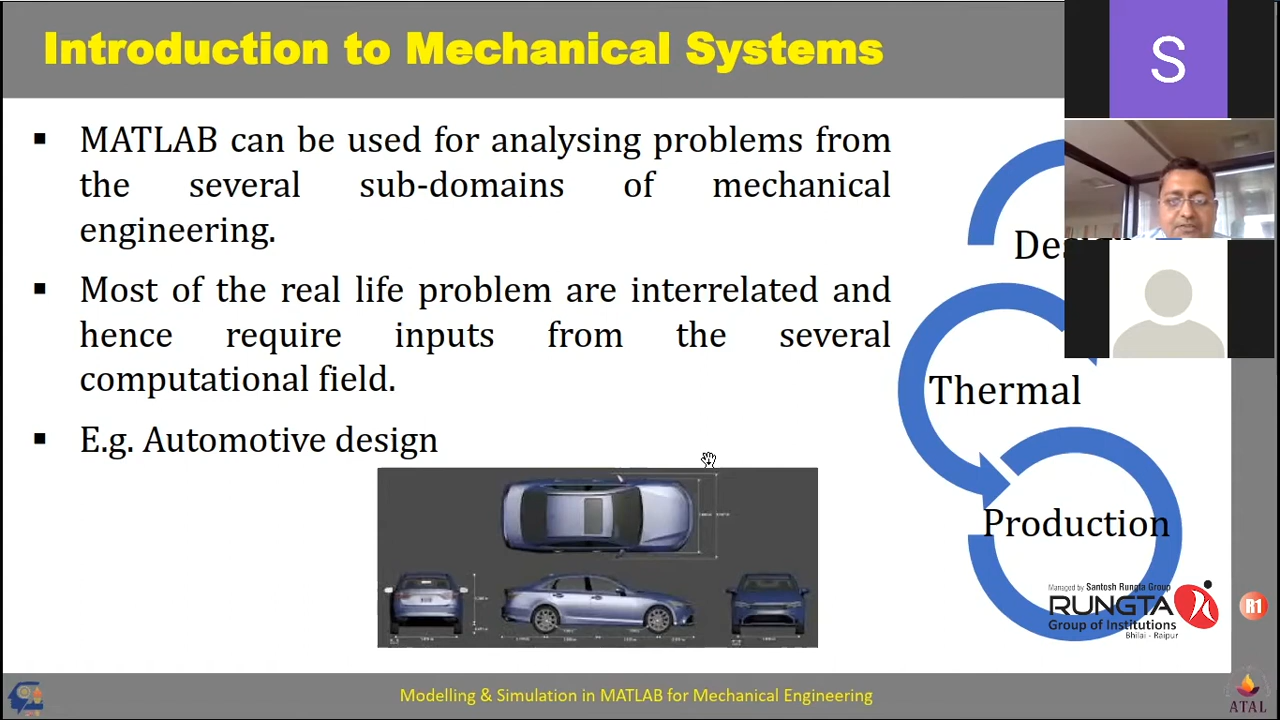 Introduction to Mechanical Systems
S
MATLAB can be used for analysing problems from
the several sub-domains of mechanical
engineering.
Most of the real life problem are interrelated and
hence require inputs from the several
computational field.
E.g. Automotive design
Thermal
Production
Managed by Santosh Rungta Group
RUNGTA
Group of Institutions
Bhilai - Raipur
R1
Modelling & Simulation in MATLAB for Mechanical Engineering
ATAL